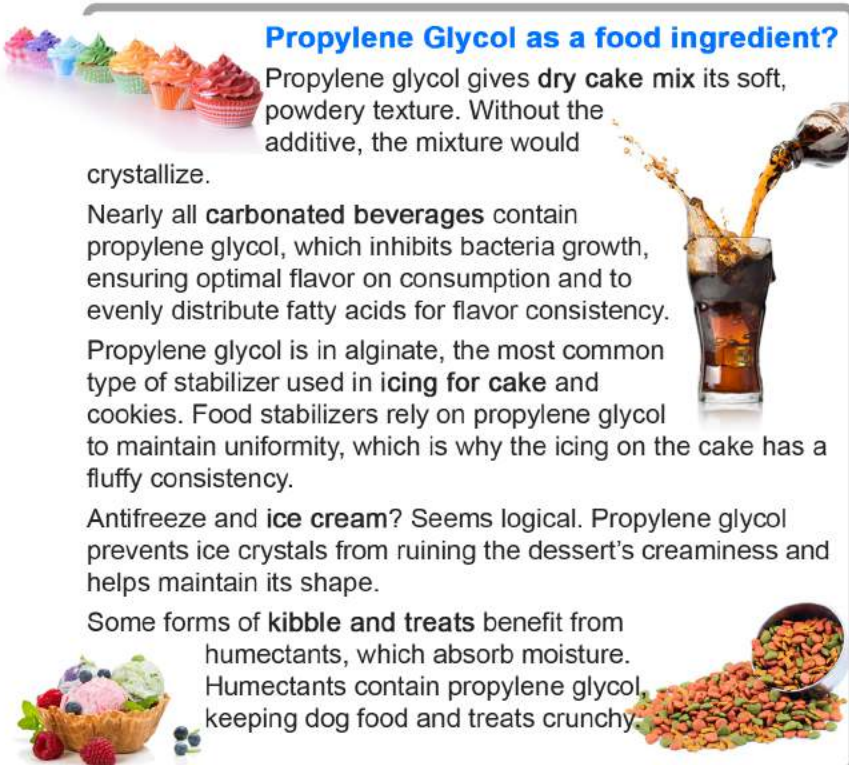 Propylene Glycol as a food ingredient?
Propylene glycol gives dry cake mix its soft,
powdery texture. Without the
additive, the mixture would
crystallize.
Nearly all carbonated beverages contain
propylene glycol, which inhibits bacteria growth,
ensuring optimal flavor on consumption and to
evenly distribute fatty acids for flavor consistency.
Propylene glycol is in alginate, the most common
type of stabilizer used in icing for cake and
cookies. Food stabilizers rely on propylene glycol
to maintain uniformity, which is why the icing on the cake has a
fluffy consistency.
Antifreeze and ice cream? Seems logical. Propylene glycol
prevents ice crystals from ruining the dessert’s creaminess and
helps maintain its shape.
Some forms of kibble and treats benefit from
humectants, which absorb moisture.
Humectants contain propylene glycol,
keeping dog food and treats crunchy.